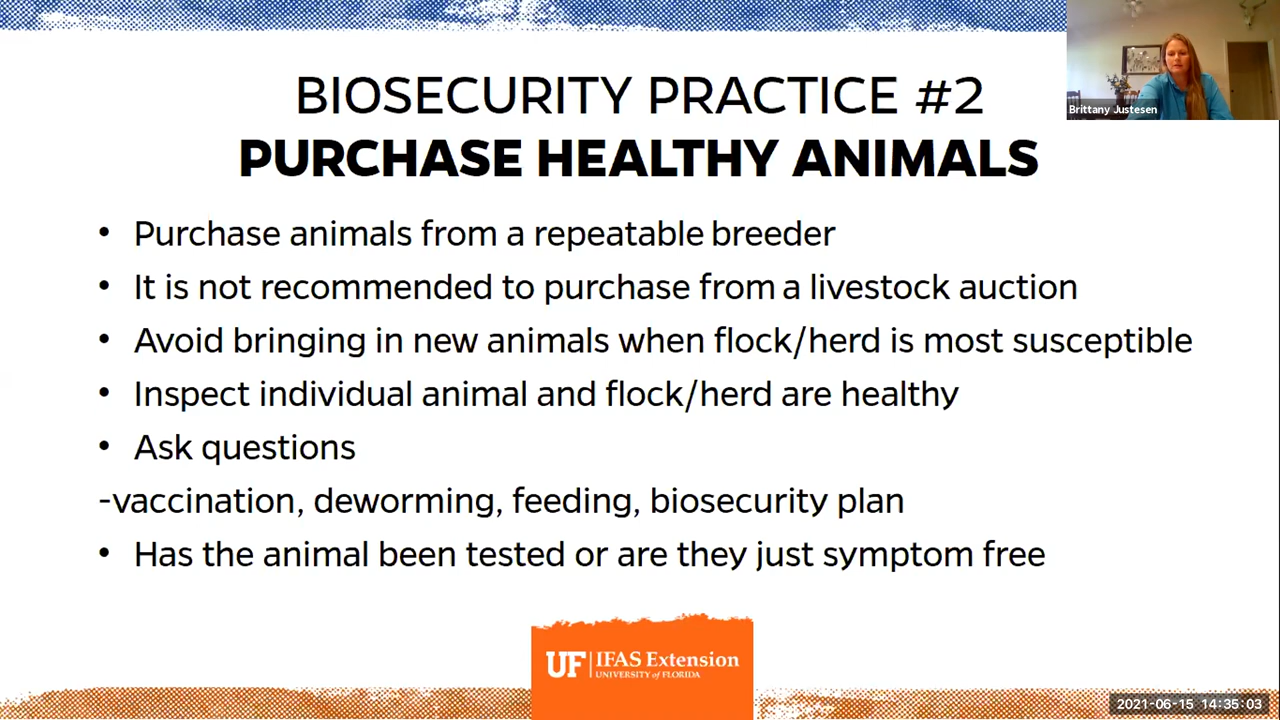 BIOSECURITY PRACTICE #2
PURCHASE HEALTHY ANIMALS
Brittany Justesen
• Purchase animals from a repeatable breeder
• It is not recommended to purchase from a livestock auction
• Avoid bringing in new animals when flock/herd is most susceptible
• Inspect individual animal and flock/herd are healthy
• Ask questions
-vaccination, deworming, feeding, biosecurity plan
• Has the animal been tested or are they just symptom free
UF IFAS Extension
UNIVERSITY of FLORIDA
2021-06-15 14:35:03